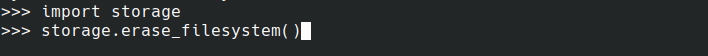 >>> import storage
>>> storage.erase_filesystem()